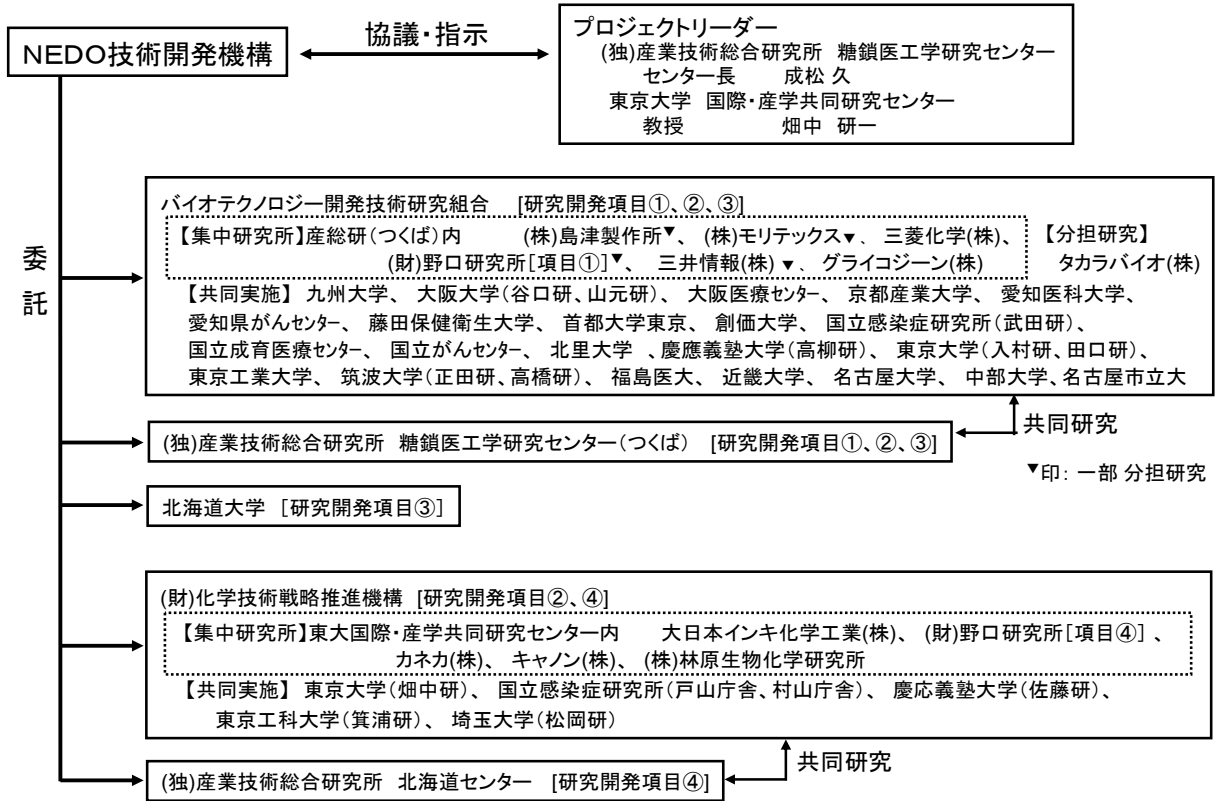 NEDO技術開発機構
協議・指示
プロジェクトリーダー
(独)産業技術総合研究所 糖鎖医工学研究センター
センター長 成松 久
東京大学 国際・産学共同研究センター
教授 畑中 研一
委託
バイオテクノロジー開発技術研究組合 [研究開発項目①、②、③]
【集中研究所】産総研(つくば)内 (株)島津製作所▼、 (株)モリテックス▼、 三菱化学(株)、
(財)野口研究所[項目①]▼、 三井情報(株)▼、 グライコジーン(株)
【分担研究】
タカラバイオ(株)
【共同実施】 九州大学、 大阪大学(谷口研、山元研)、 大阪医療センター、 京都産業大学、 愛知医科大学、
愛知県がんセンター、 藤田保健衛生大学、 首都大学東京、 創価大学、 国立感染症研究所(武田研)、
国立成育医療センター、 国立がんセンター、 北里大学 、慶應義塾大学(高柳研)、 東京大学(入村研、田口研)、
東京工業大学、 筑波大学(正田研、高橋研)、 福島医大、 近畿大学、 名古屋大学、 中部大学、名古屋市立大
共同研究
(独)産業技術総合研究所 糖鎖医工学研究センター(つくば) [研究開発項目①、②、③]
▼印: 一部 分担研究
北海道大学 [研究開発項目③]
(財)化学技術戦略推進機構 [研究開発項目②、④]
【集中研究所】東大国際・産学共同研究センター内 大日本インキ化学工業(株)、 (財)野口研究所[項目④] 、
カネカ(株)、 キャノン(株)、 (株)林原生物化学研究所
【共同実施】 東京大学(畑中研)、 国立感染症研究所(戸山庁舎、村山庁舎)、 慶応義塾大学(佐藤研)、
東京工科大学(箕浦研)、 埼玉大学(松岡研)
共同研究
(独)産業技術総合研究所 北海道センター [研究開発項目④]